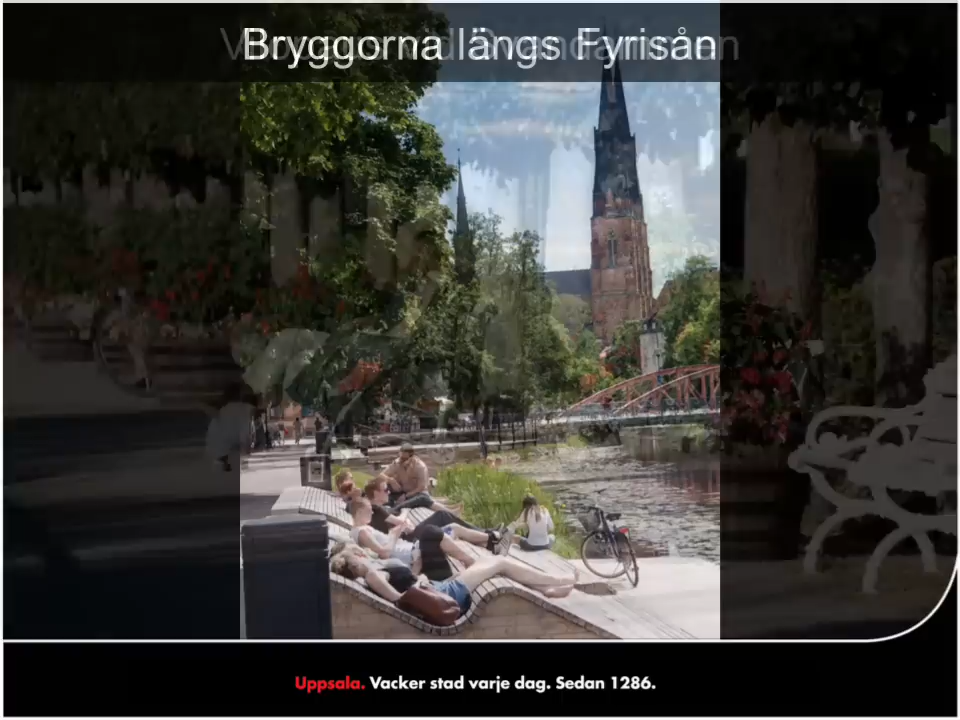 Bryggorna längs Fyrisån
Uppsala. Vacker stad varje dag. Sedan 1286.